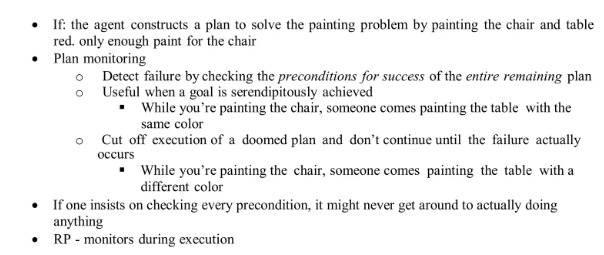 • If: the agent constructs a plan to solve the painting problem by painting the chair and table
red. only enough paint for the chair
• Plan monitoring
o Detect failure by checking the preconditions for success of the entire remaining plan
o Useful when a goal is serendipitously achieved
▪ While you're painting the chair, someone comes painting the table with the
same color
o Cut off execution of a doomed plan and don't continue until the failure actually
occurs
▪ While you're painting the chair, someone comes painting the table with a
different color
• If one insists on checking every precondition, it might never get around to actually doing
anything
• RP - monitors during execution